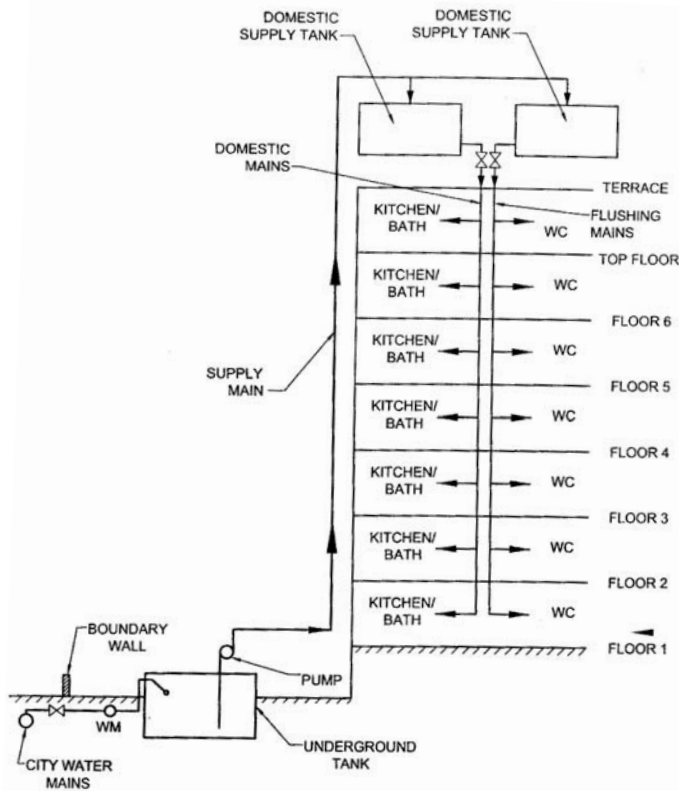 DOMESTIC
SUPPLY TANK
DOMESTIC
SUPPLY TANK
DOMESTIC
MAINS
TERRACE
KITCHEN/
BATH
FLUSHING
MAINS
WC
TOP FLOOR
KITCHEN/
BATH
WC
FLOOR 6
KITCHEN/
BATH
WC
SUPPLY
MAIN
FLOOR 5
KITCHEN/
BATH
WC
FLOOR 4
KITCHEN/
BATH
WC
FLOOR 3
KITCHEN/
BATH
WC
FLOOR 2
KITCHEN/
BATH
WC
BOUNDARY
WALL
FLOOR 1
PUMP
WM
UNDERGROUND
TANK
CITY WATER
MAINS